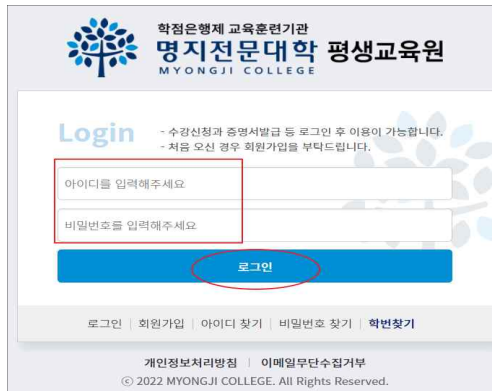 학점은행제 교육훈련기관
명지전문대학 평생교육원
MYONGJI COLLEGE
Login
- 수강신청과 증명서발급 등 로그인 후 이용이 가능합니다.
- 처음 오신 경우 회원가입을 부탁드립니다.
아이디를 입력해주세요
비밀번호를 입력해주세요
로그인
로그인 | 회원가입 | 아이디 찾기 | 비밀번호 찾기 | 학번찾기
개인정보처리방침 | 이메일무단수집거부
ⓒ 2022 MYONGJI COLLEGE. All Rights Reserved.